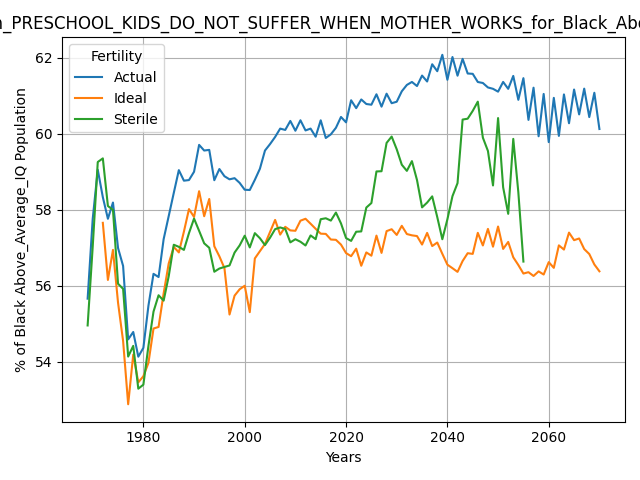 _PRESCHOOL_KIDS_DO_NOT_SUFFER_WHEN_MOTHER_WORKS_for_Black_Abo
Fertility
Actual
Ideal
Sterile
% of Black Above_Average_IQ Population
62
60
58
56
54
1980
2000
2020
2040
2060
Years